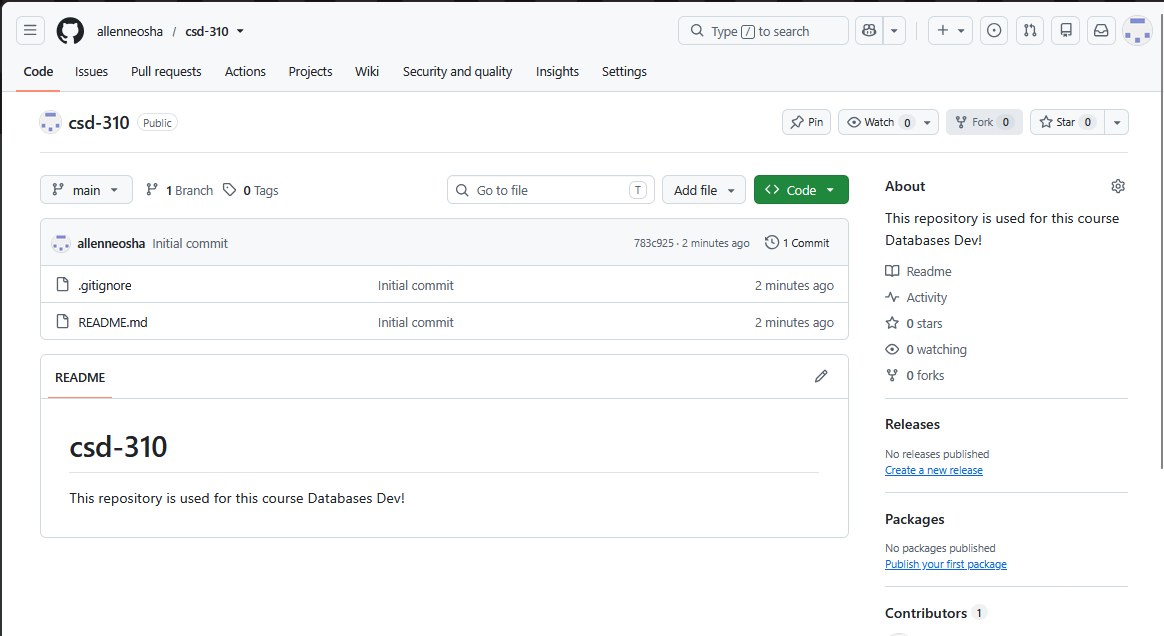 allenneosha / csd-310
Type / to search
Code Issues Pull requests Actions Projects Wiki Security and quality Insights Settings
csd-310 Public
Pin Watch 0 Fork 0 Star 0
main 1 Branch 0 Tags
Go to file T Add file Code
allenneosha Initial commit 783c925 · 2 minutes ago 1 Commit
.gitignore Initial commit 2 minutes ago
README.md Initial commit 2 minutes ago
README
csd-310
This repository is used for this course Databases Dev!
About
This repository is used for this course
Databases Dev!
Readme
Activity
0 stars
0 watching
0 forks
Releases
No releases published
Create a new release
Packages
No packages published
Publish your first package
Contributors 1